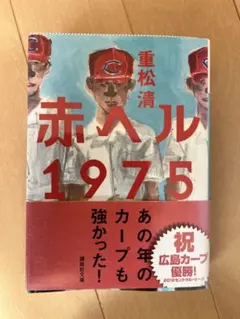 重松 清
赤ヘル
1975
あの年の
カープも
強かった！
講談社文庫
祝
広島カープ
優勝！